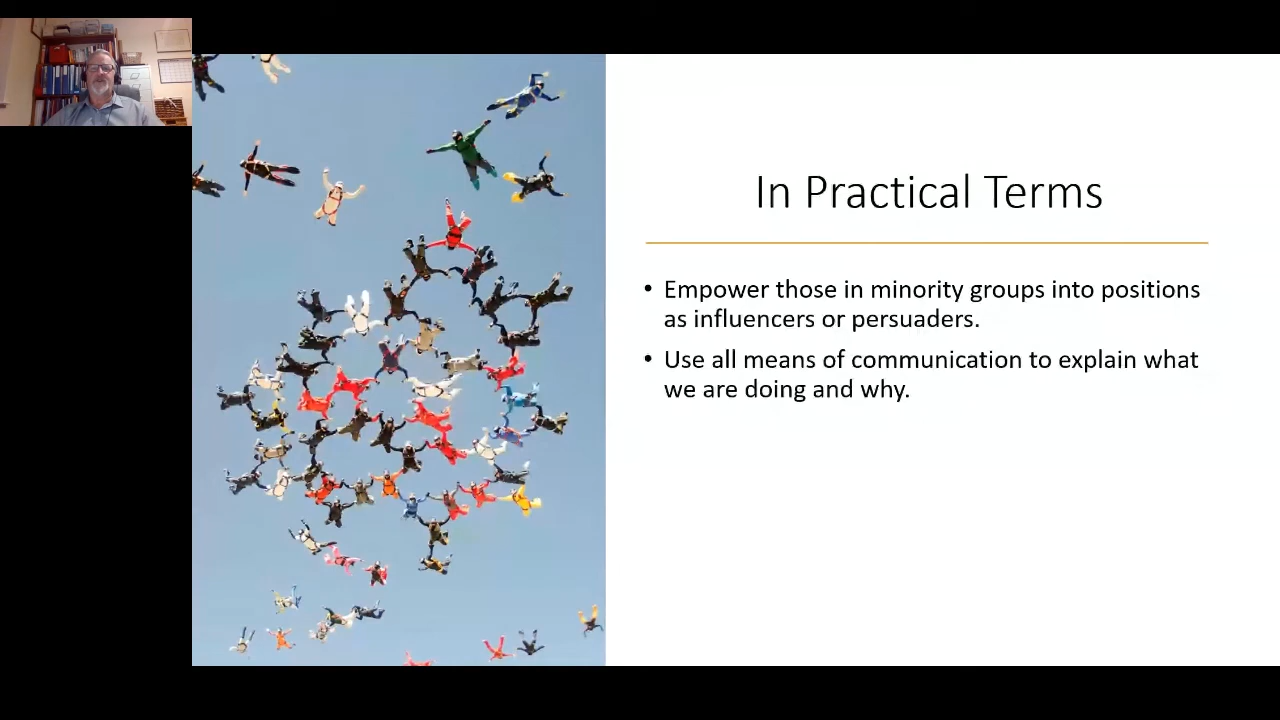 In Practical Terms
• Empower those in minority groups into positions
as influencers or persuaders.
• Use all means of communication to explain what
we are doing and why.